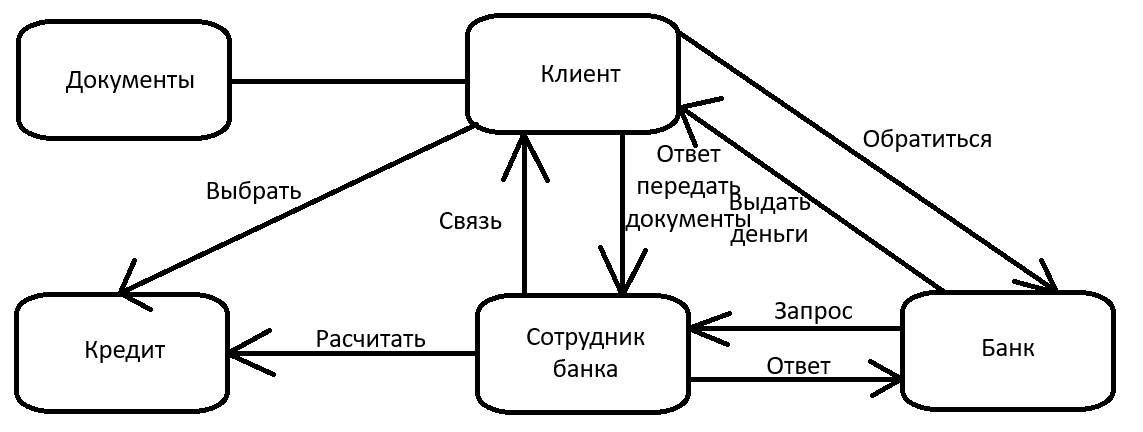 Документы
Клиент
Обратиться
Ответ
передать
документы
Выдать
деньги
Выбрать
Связь
Кредит
Расчитать
Сотрудник
банка
Запрос
Ответ
Банк